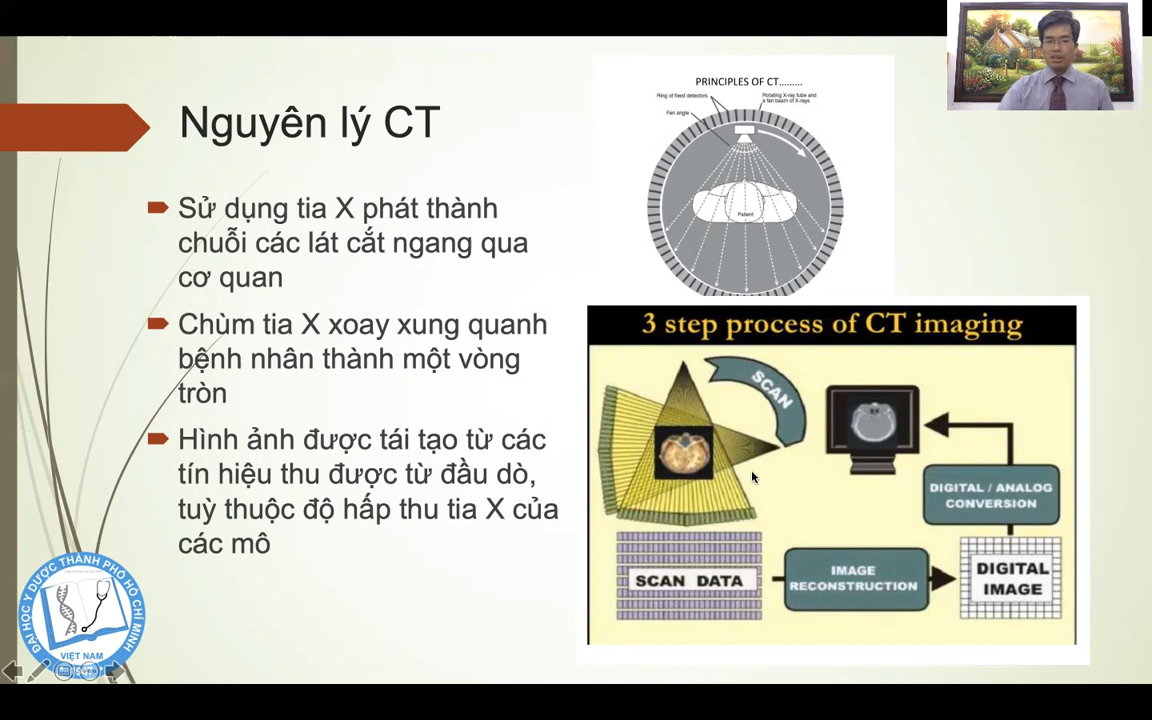 Nguyên lý CT
Sử dụng tia X phát thành
chuỗi các lát cắt ngang qua
cơ quan
Chùm tia X xoay xung quanh
bệnh nhân thành một vòng
tròn
Hình ảnh được tái tạo từ các
tín hiệu thu được từ đầu dò,
tuỳ thuộc độ hấp thu tia X của
các mô
PRINCIPLES OF CT.........
Ring of fixed detectors
Rotating X-ray tube and
a fan beam of X-rays
Fan angle
Patient
3 step process of CT imaging
SCAN
DIGITAL / ANALOG
CONVERSION
SCAN DATA
IMAGE
RECONSTRUCTION
DIGITAL
IMAGE
ĐẠI HỌC Y DƯỢC THÀNH PHỐ HỒ CHÍ MINH
VIỆT NAM